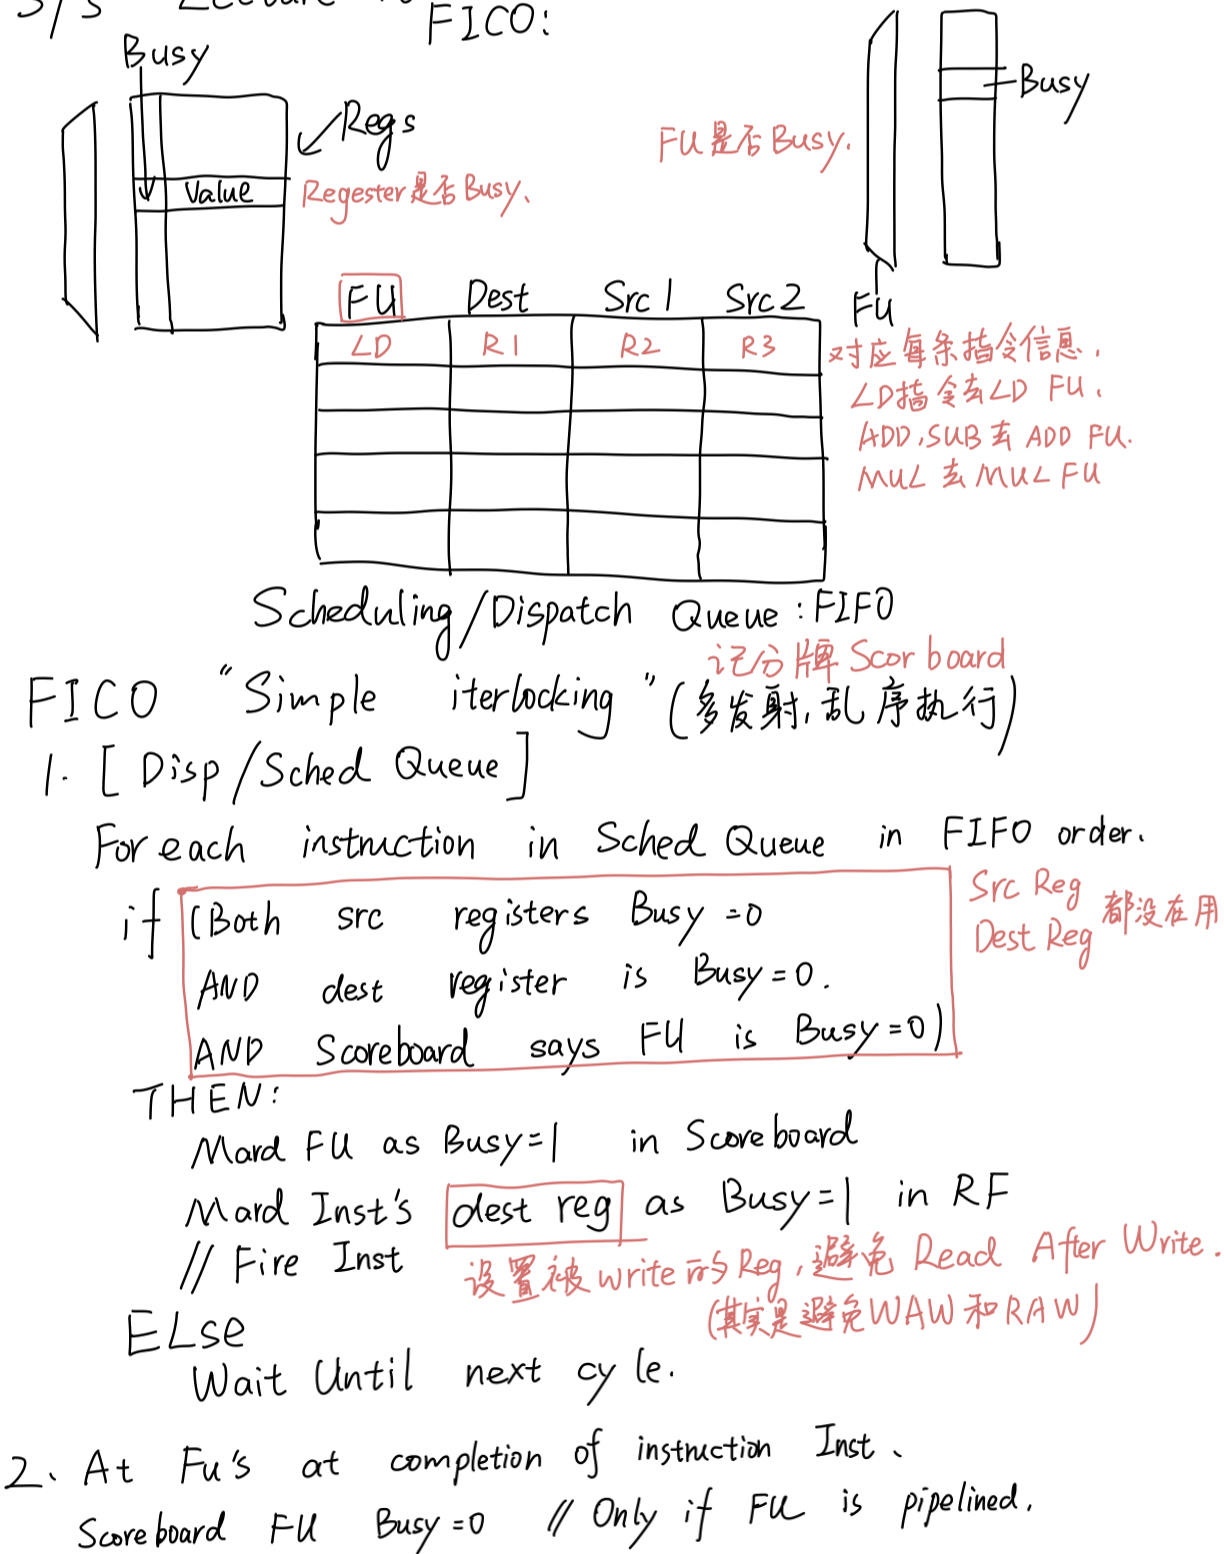 FICO:
Busy
Regs
Value
Regester是否Busy、
FU是否Busy.
Busy
FU
FU Dest Src 1 Src 2
LD R1 R2 R3
对应每条指令信息,
LD指令去LD FU.
ADD,SUB去ADD FU.
MUL去MUL FU
Scheduling/Dispatch Queue:FIFO
记分牌 Scorboard
FICO "Simple iterlocking"(多发射,乱序执行)
1. [Disp/Sched Queue]
For each instruction in Sched Queue in FIFO order.
if (Both src registers Busy=0
AND dest register is Busy=0.
AND Scoreboard says FU is Busy=0)
Src Reg
Dest Reg 都没在用
THEN:
Mard FU as Busy=1 in Scoreboard
Mard Inst's dest reg as Busy=1 in RF
// Fire Inst
设置被write的Reg,避免 Read After Write.
(其实是避免WAW和RAW)
ELse
Wait Until next cycle.
2、At Fu's at completion of instruction Inst、
Scoreboard FU Busy=0 // Only if FU is pipelined.